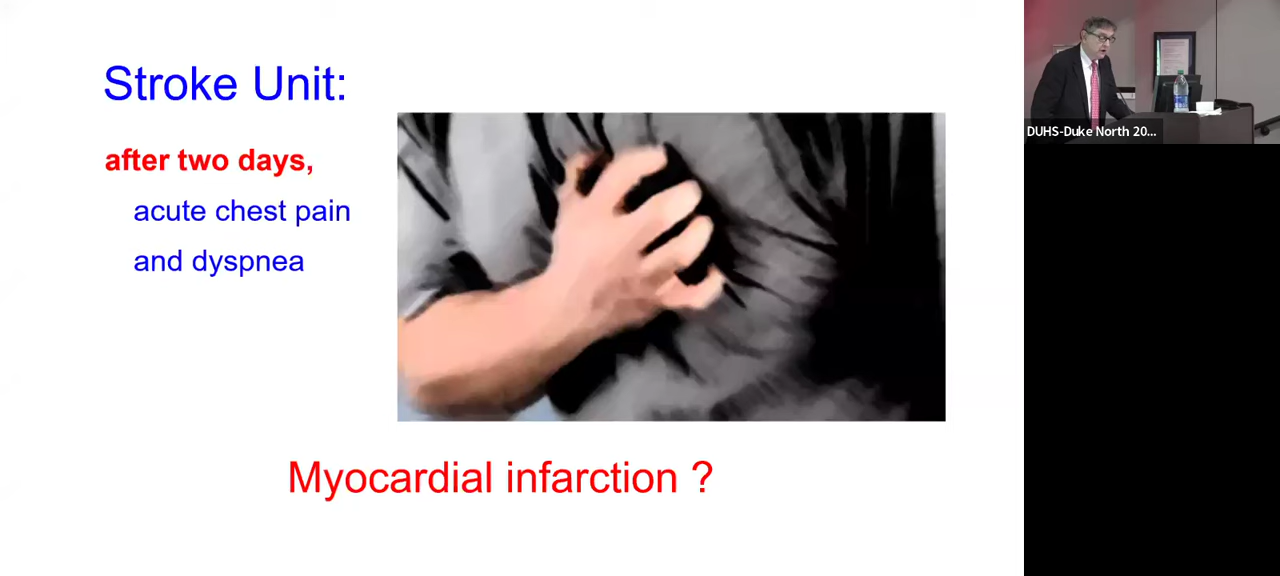 Stroke Unit:
after two days,
acute chest pain
and dyspnea
Myocardial infarction ?
DUHS-Duke North 20...